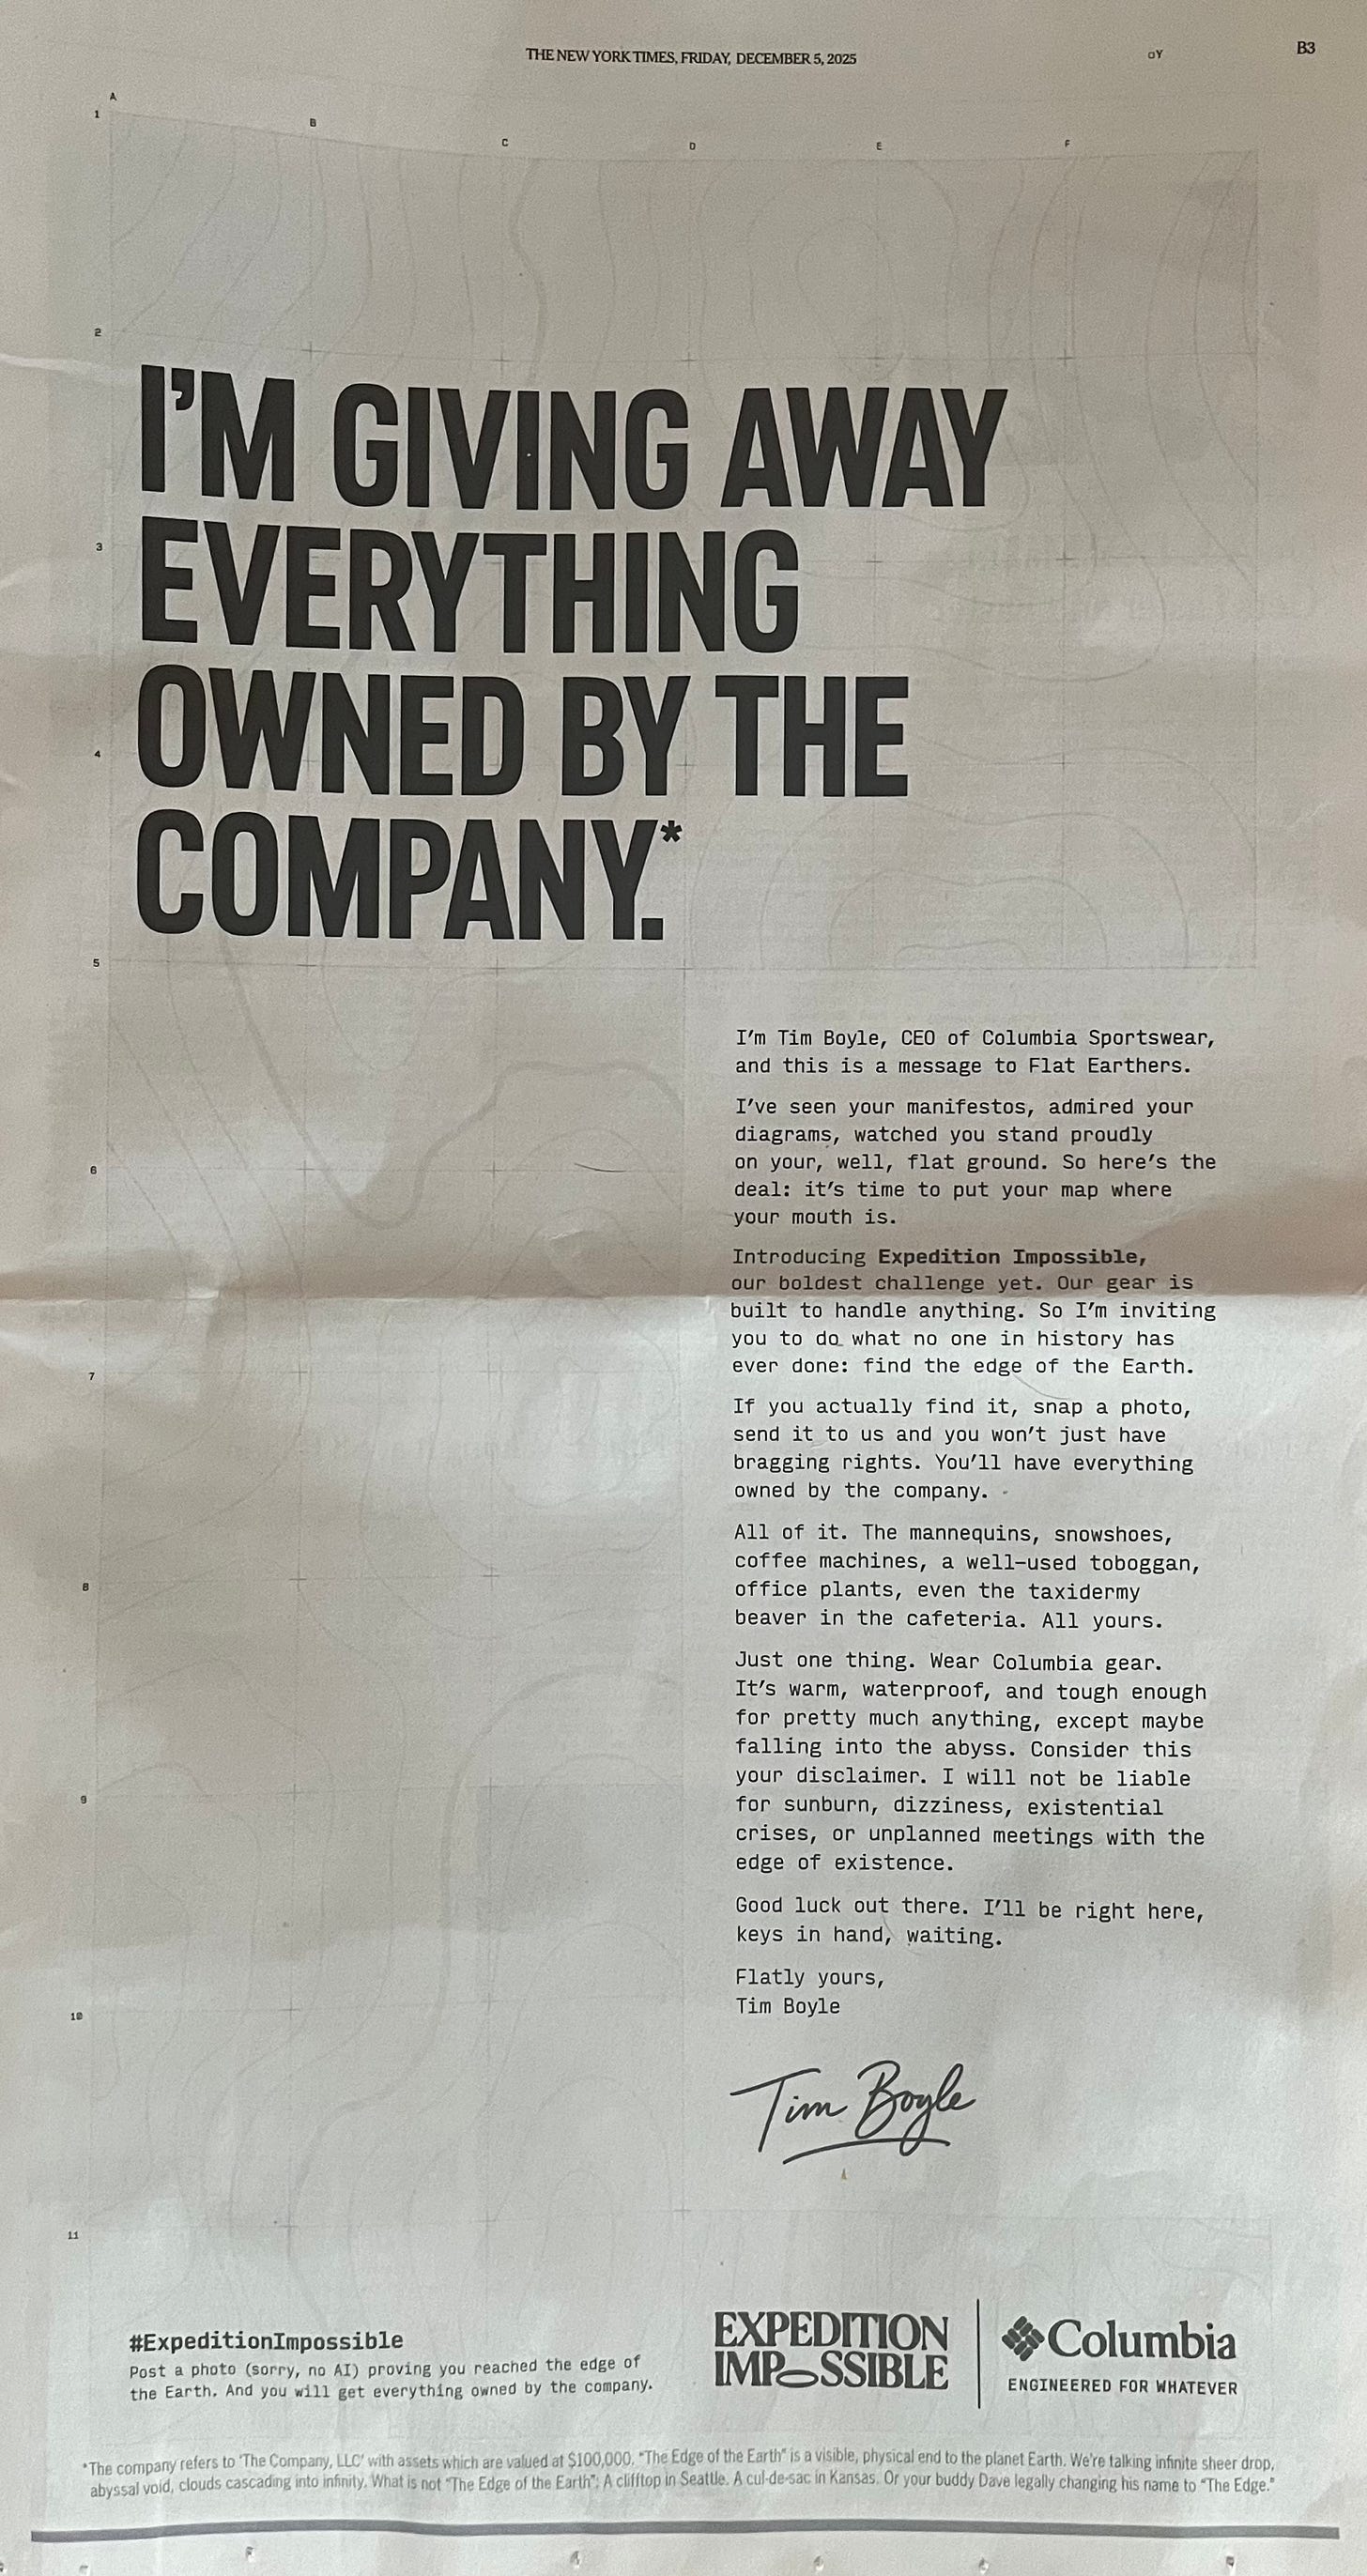 THE NEW YORK TIMES, FRIDAY, DECEMBER 5, 2025
B3
A
B
C
D
E
F
1
2
3
4
5
6
7
8
9
10
11
I'M GIVING AWAY
EVERYTHING
OWNED BY THE
COMPANY.*
I'm Tim Boyle, CEO of Columbia Sportswear,
and this is a message to Flat Earthers.
I've seen your manifestos, admired your
diagrams, watched you stand proudly
on your, well, flat ground. So here's the
deal: it's time to put your map where
your mouth is.
Introducing Expedition Impossible,
our boldest challenge yet. Our gear is
built to handle anything. So I'm inviting
you to do what no one in history has
ever done: find the edge of the Earth.
If you actually find it, snap a photo,
send it to us and you won't just have
bragging rights. You'll have everything
owned by the company.
All of it. The mannequins, snowshoes,
coffee machines, a well-used toboggan,
office plants, even the taxidermy
beaver in the cafeteria. All yours.
Just one thing. Wear Columbia gear.
It's warm, waterproof, and tough enough
for pretty much anything, except maybe
falling into the abyss. Consider this
your disclaimer. I will not be liable
for sunburn, dizziness, existential
crises, or unplanned meetings with the
edge of existence.
Good luck out there. I'll be right here,
keys in hand, waiting.
Flatly yours,
Tim Boyle
Tim Boyle
#ExpeditionImpossible
Post a photo (sorry, no AI) proving you reached the edge of
the Earth. And you will get everything owned by the company.
EXPEDITION
IMPOSSIBLE
Columbia
ENGINEERED FOR WHATEVER
*The company refers to 'The Company, LLC' with assets which are valued at $100,000. "The Edge of the Earth" is a visible, physical end to the planet Earth. We're talking infinite sheer drop,
abyssal void, clouds cascading into infinity. What is not "The Edge of the Earth": A clifftop in Seattle. A cul-de-sac in Kansas. Or your buddy Dave legally changing his name to "The Edge."